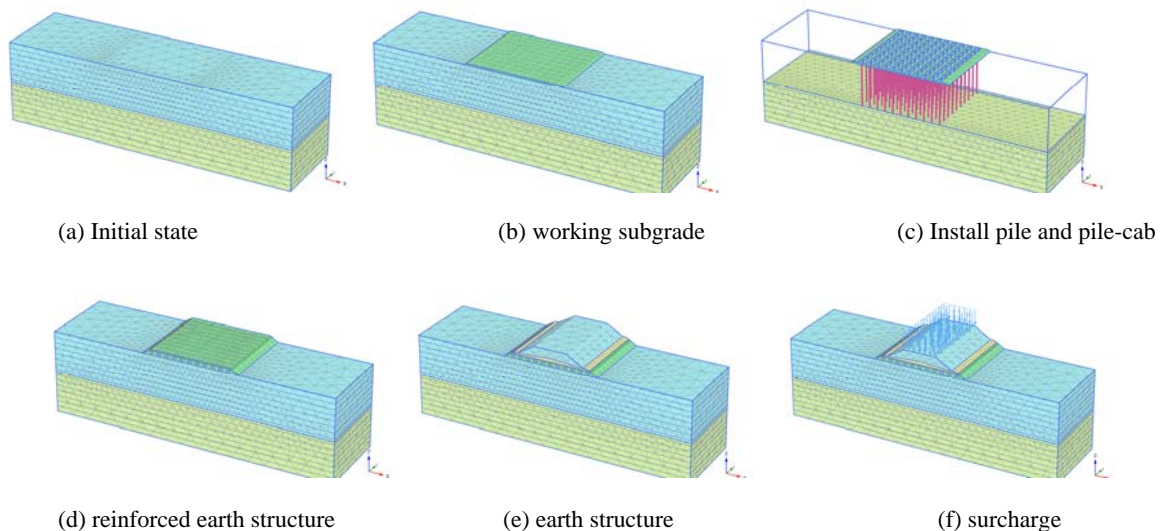 (a) Initial state
(b) working subgrade
(c) Install pile and pile-cab
(d) reinforced earth structure
(e) earth structure
(f) surcharge